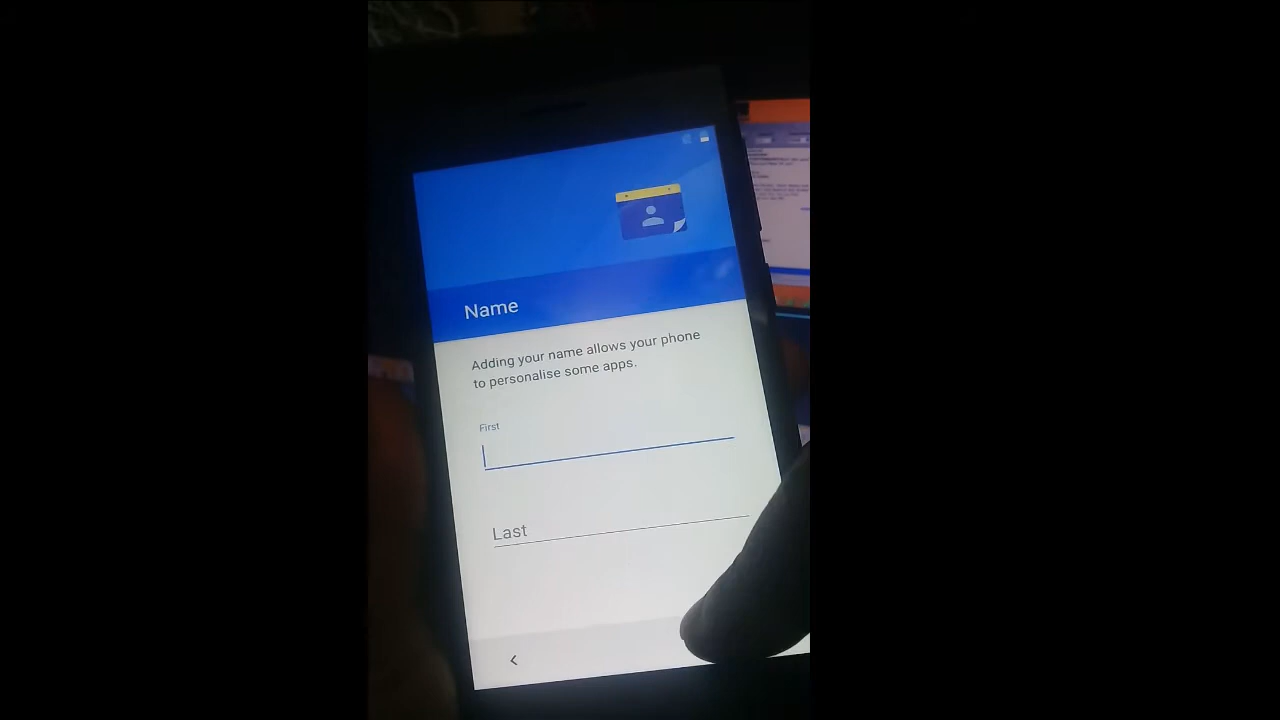 Name
Adding your name allows your phone
to personalise some apps.
First
Last